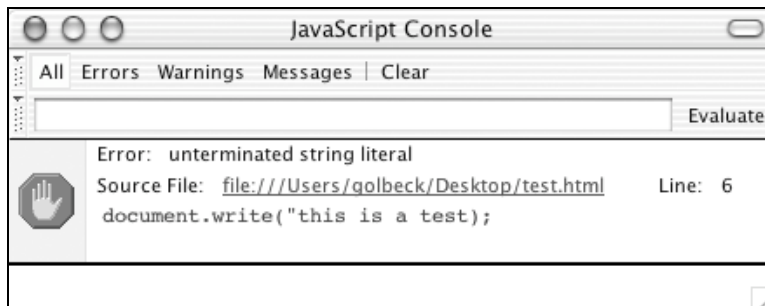 JavaScript Console
All Errors Warnings Messages | Clear
Evaluate
Error: unterminated string literal
Source File: file:///Users/golbeck/Desktop/test.html Line: 6
document.write("this is a test);